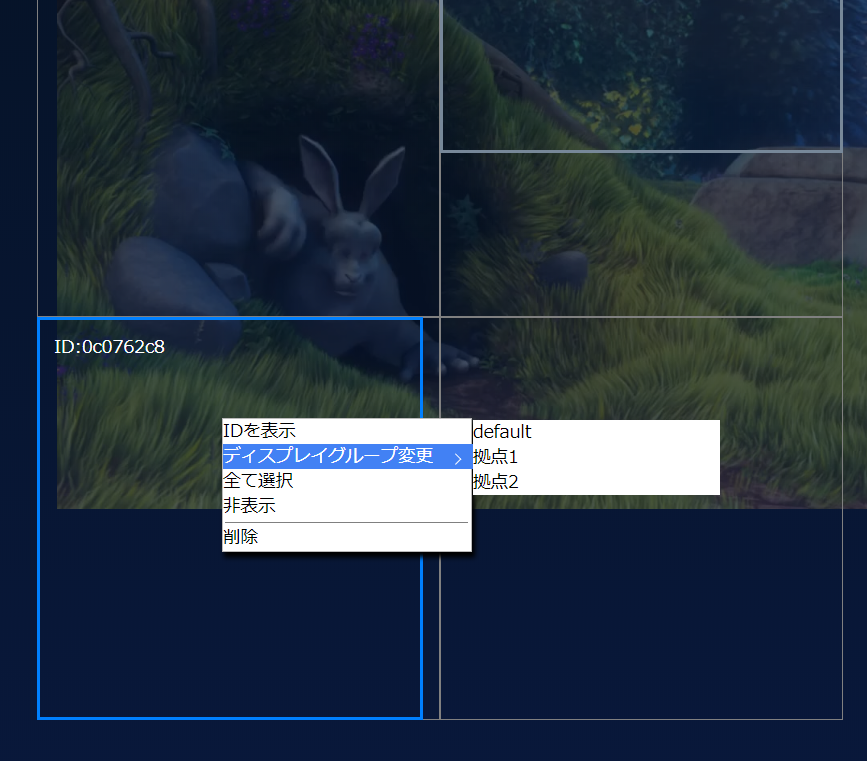 ID:0c0762c8
IDを表示
ディスプレイグループ変更
全て選択
非表示
削除
default
拠点1
拠点2